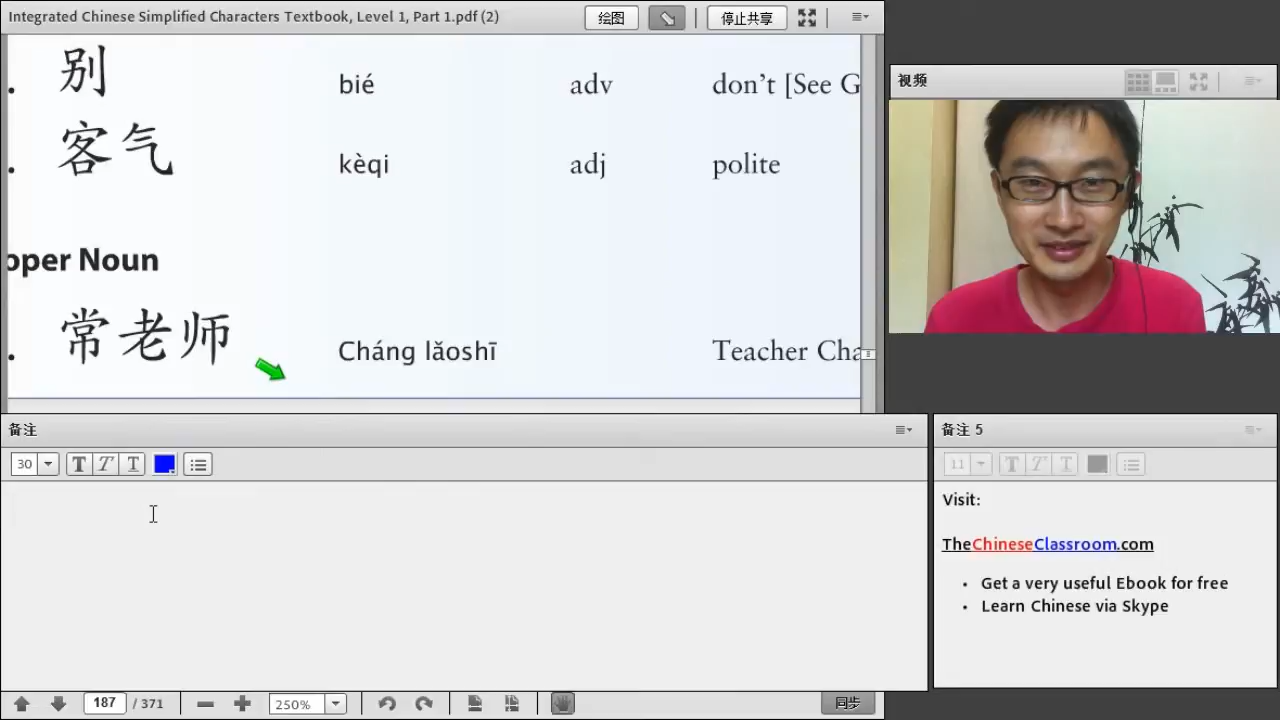 Integrated Chinese Simplified Characters Textbook, Level 1, Part 1.pdf (2)
绘图
停止共享
别 bié adv don't [See G
客气 kèqi adj polite
oper Noun
常老师 Cháng lǎoshī Teacher Cha
视频
备注
30 T T T
备注 5
11 T T T
Visit:
TheChineseClassroom.com
• Get a very useful Ebook for free
• Learn Chinese via Skype
187 / 371
250%
同步